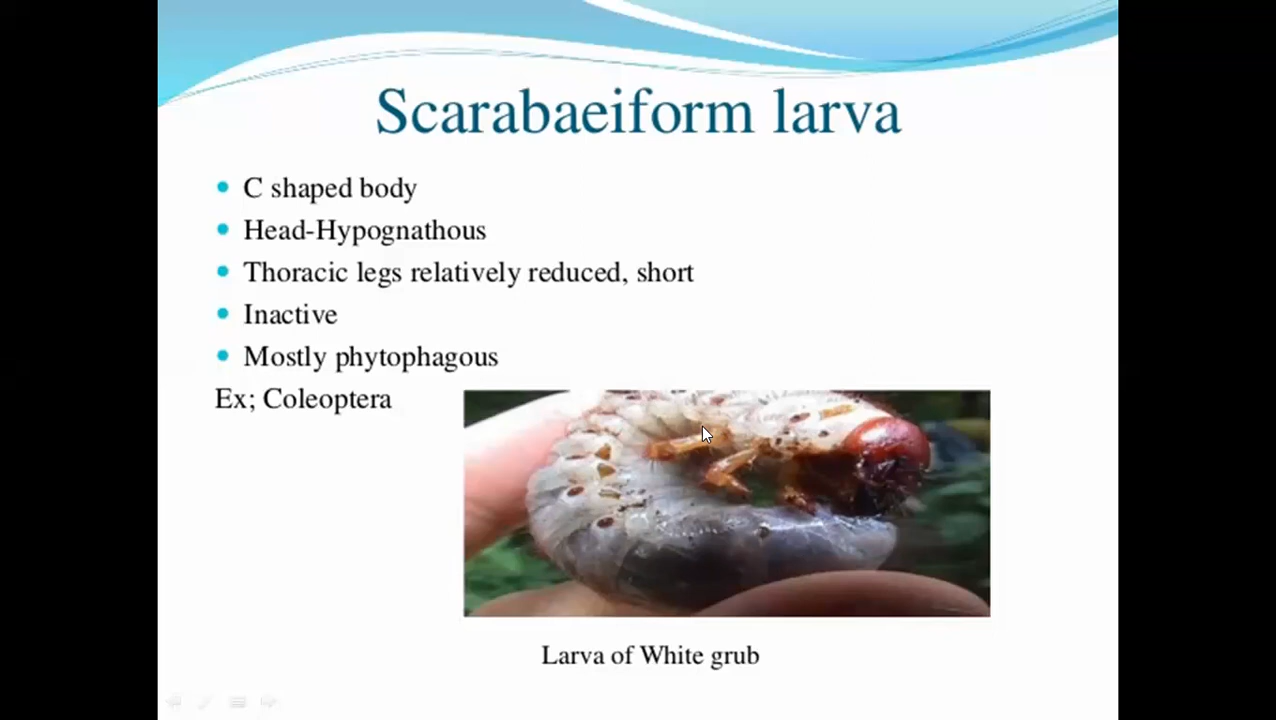 Scarabaeiform larva
C shaped body
Head-Hypognathous
Thoracic legs relatively reduced, short
Inactive
Mostly phytophagous
Ex; Coleoptera
Larva of White grub